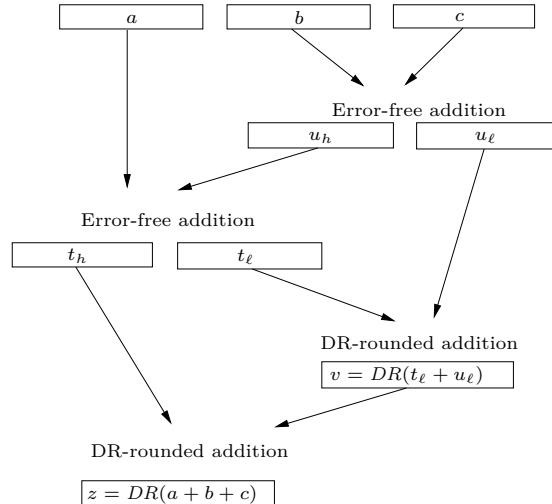 a b c
Error-free addition
u_h u_ℓ
Error-free addition
t_h t_ℓ
DR-rounded addition
v = DR(t_ℓ + u_ℓ)
DR-rounded addition
z = DR(a + b + c)